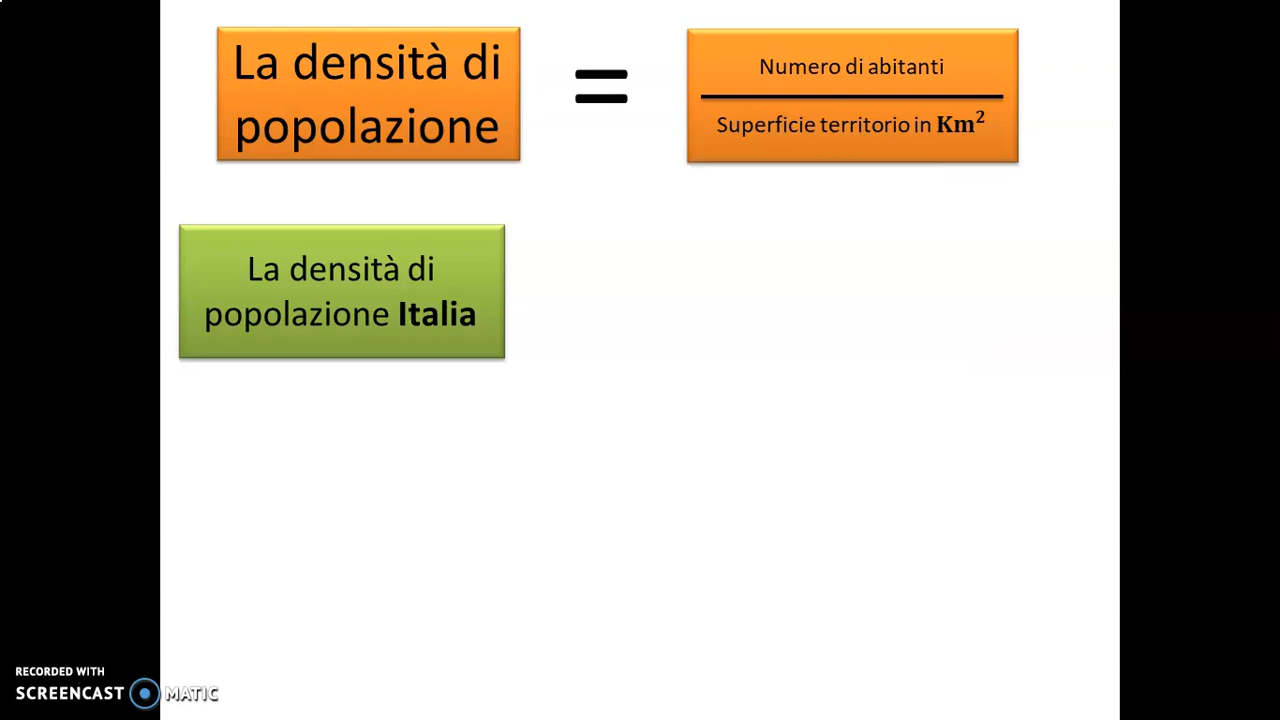 La densità di
popolazione
=
Numero di abitanti
Superficie territorio in Km²
La densità di
popolazione Italia
RECORDED WITH
SCREENCAST MATIC